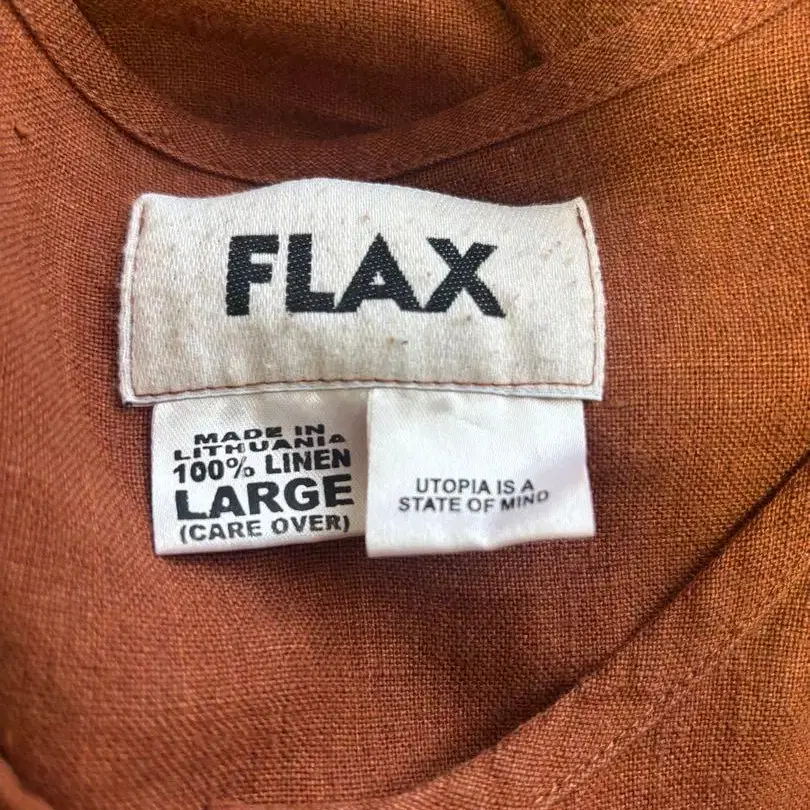 FLAX
MADE IN
LITHUANIA
100% LINEN
LARGE
(CARE OVER)
UTOPIA IS A
STATE OF MIND